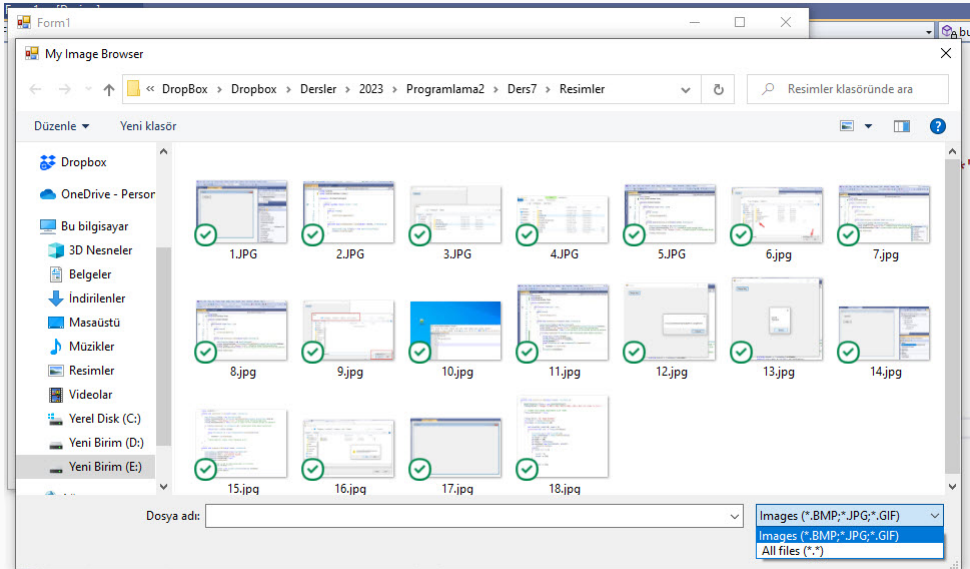 Form1
My Image Browser
« DropBox > Dropbox > Dersler > 2023 > Programlama2 > Ders7 > Resimler
Resimler klasöründe ara
Düzenle
Yeni klasör
Dropbox
OneDrive - Person
Bu bilgisayar
3D Nesneler
Belgeler
İndirilenler
Masaüstü
Müzikler
Resimler
Videolar
Yerel Disk (C:)
Yeni Birim (D:)
Yeni Birim (E:)
1.JPG
2.JPG
3.JPG
4.JPG
5.JPG
6.jpg
7.jpg
8.jpg
9.jpg
10.jpg
11.jpg
12.jpg
13.jpg
14.jpg
15.jpg
16.jpg
17.jpg
18.jpg
Dosya adı:
Images (*.BMP;*.JPG;*.GIF)
Images (*.BMP;*.JPG;*.GIF)
All files (*.*)